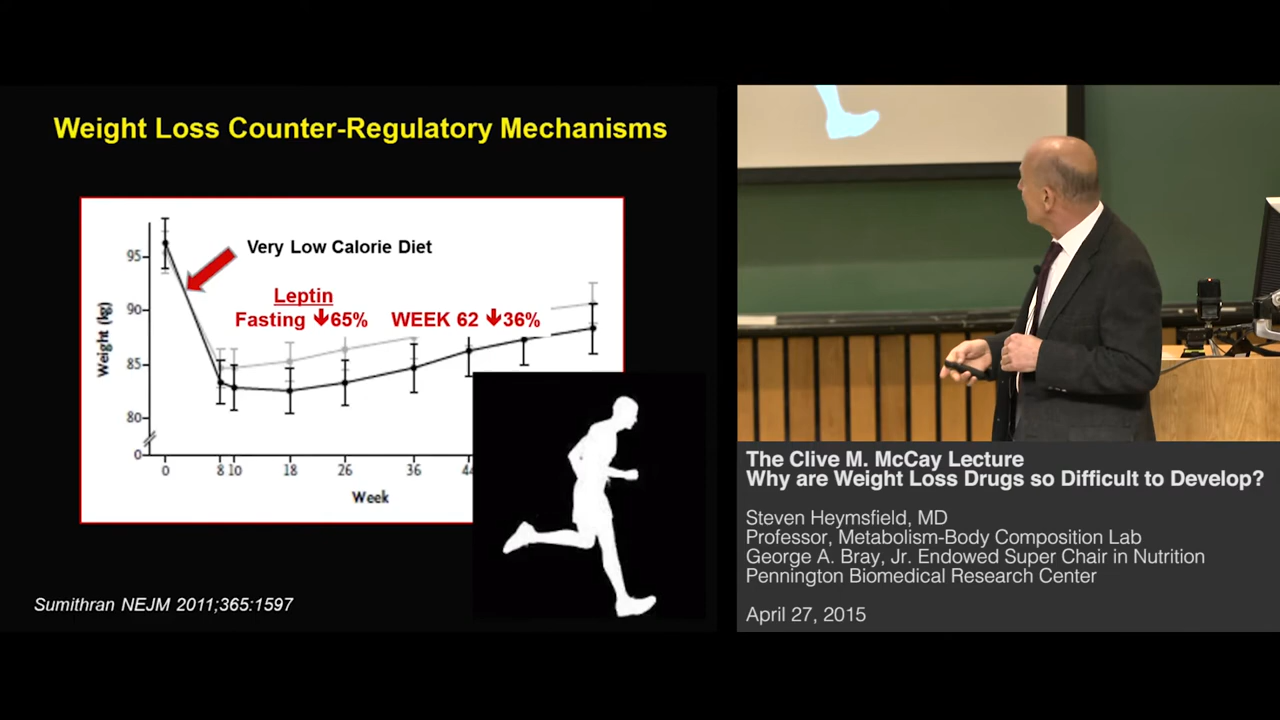 Weight Loss Counter-Regulatory Mechanisms
Very Low Calorie Diet
Leptin
Fasting ↓65% WEEK 62 ↓36%
Weight (kg)
95
90
85
80
0
0 8 10 18 26 36 44
Week
Sumithran NEJM 2011;365:1597
The Clive M. McCay Lecture
Why are Weight Loss Drugs so Difficult to Develop?
Steven Heymsfield, MD
Professor, Metabolism-Body Composition Lab
George A. Bray, Jr. Endowed Super Chair in Nutrition
Pennington Biomedical Research Center
April 27, 2015